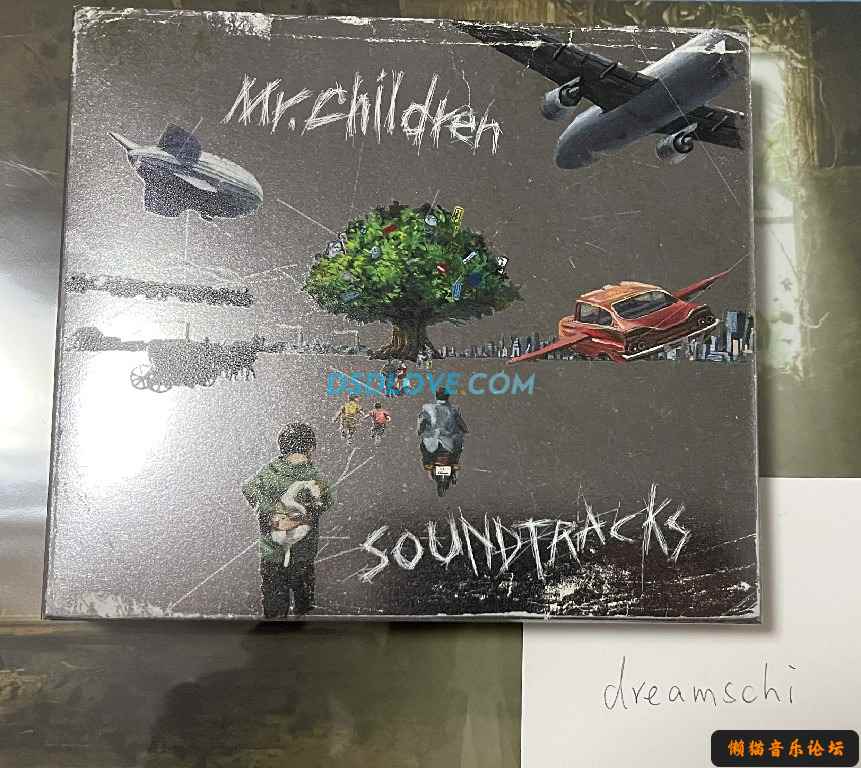 Mr.Children
DSDLOVE.COM
SOUNDTRACKS
dreamschi
懒猫音乐论坛